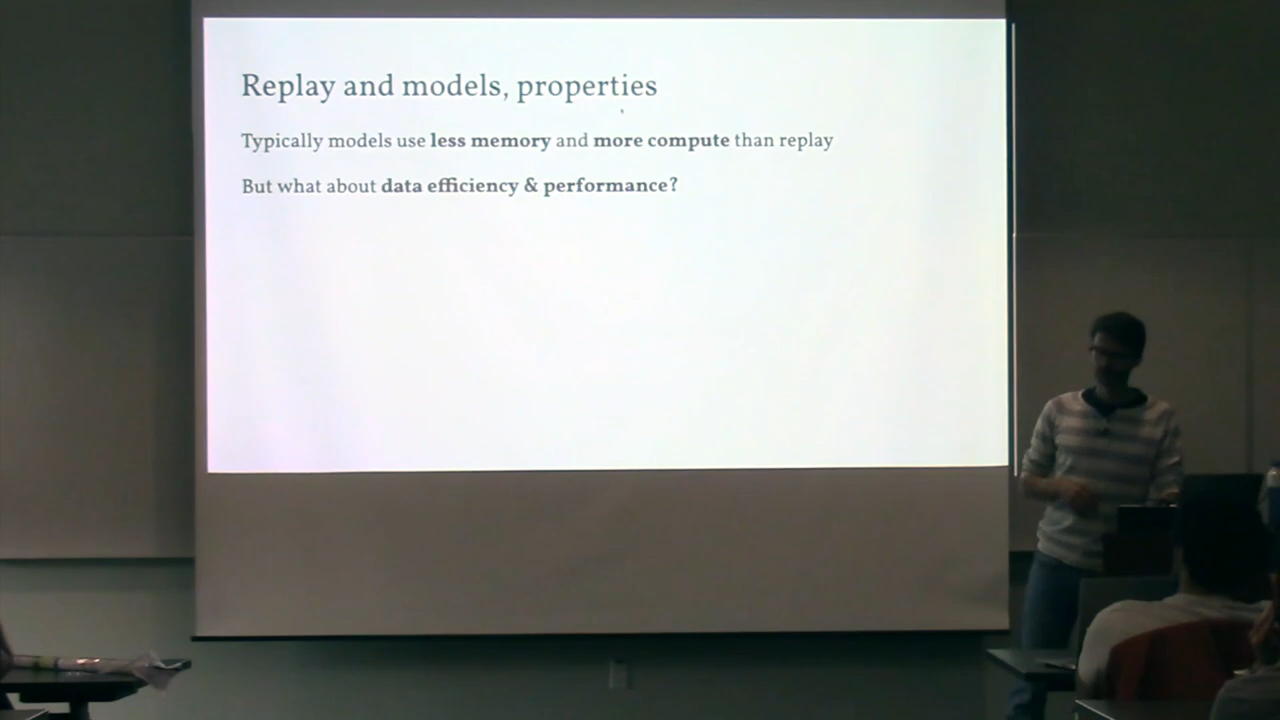 Replay and models, properties
Typically models use less memory and more compute than replay
But what about data efficiency & performance?